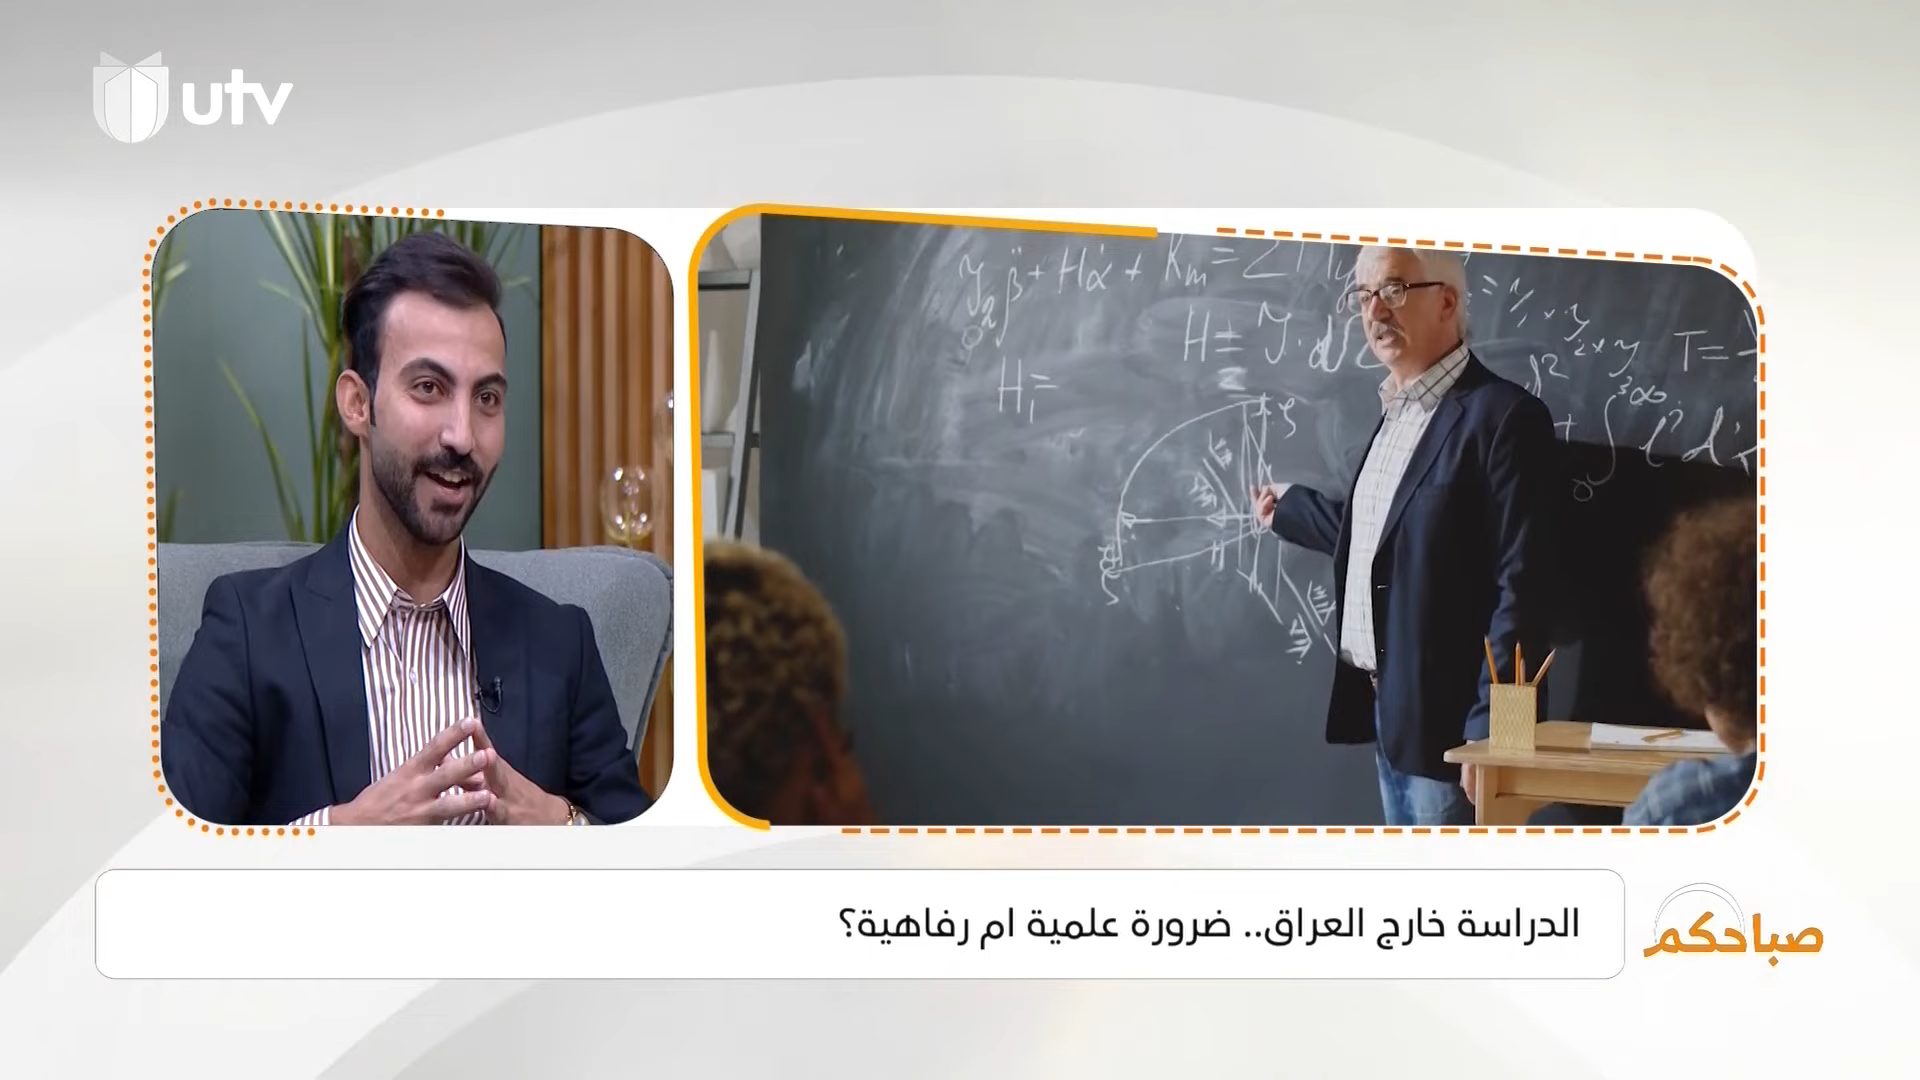 utv
H =
T =
الدراسة خارج العراق.. ضرورة علمية ام رفاهية؟
صباحكم